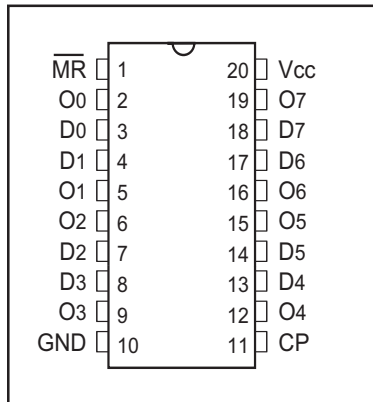 M̅R̅ 1 20 Vcc
O0 2 19 O7
D0 3 18 D7
D1 4 17 D6
O1 5 16 O6
O2 6 15 O5
D2 7 14 D5
D3 8 13 D4
O3 9 12 O4
GND 10 11 CP